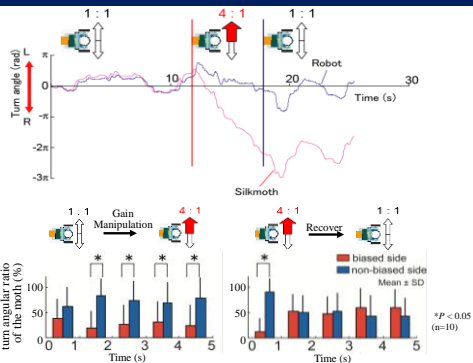 1 : 1
4 : 1
1 : 1
Turn angle (rad)
L
R
π
0
-π
-2π
-3π
10
20
30
Time (s)
Robot
Silkmoth
1 : 1
Gain
Manipulation
4 : 1
4 : 1
Recover
1 : 1
turn angular ratio
of the moth (%)
100
50
0
* * * *
0 1 2 3 4 5
Time (s)
100
50
0
*
biased side
non-biased side
Mean ± SD
0 1 2 3 4 5
Time (s)
*P < 0.05
(n=10)